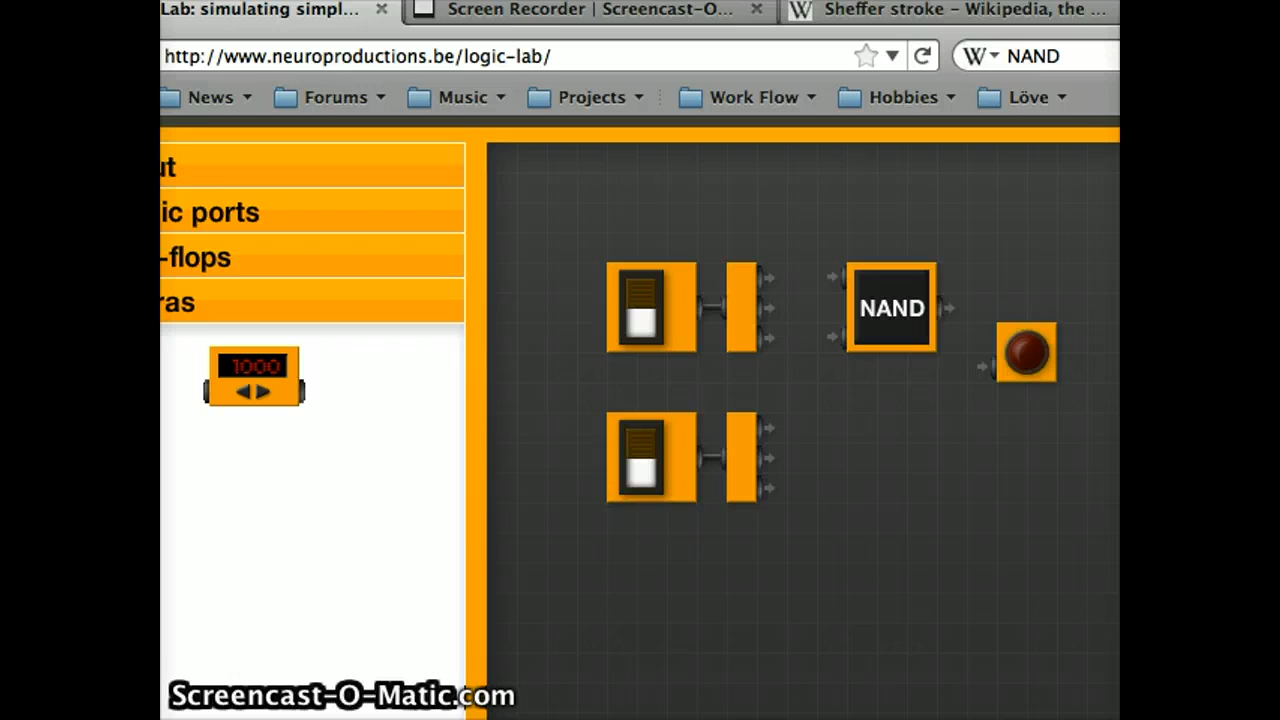 Lab: simulating simpl...
Screen Recorder | Screencast-O...
Sheffer stroke – Wikipedia, the ...
http://www.neuroproductions.be/logic-lab/
W
NAND
News
Forums
Music
Projects
Work Flow
Hobbies
Löve
ut
ic ports
-flops
ras
1000
NAND
Screencast-O-Matic.com